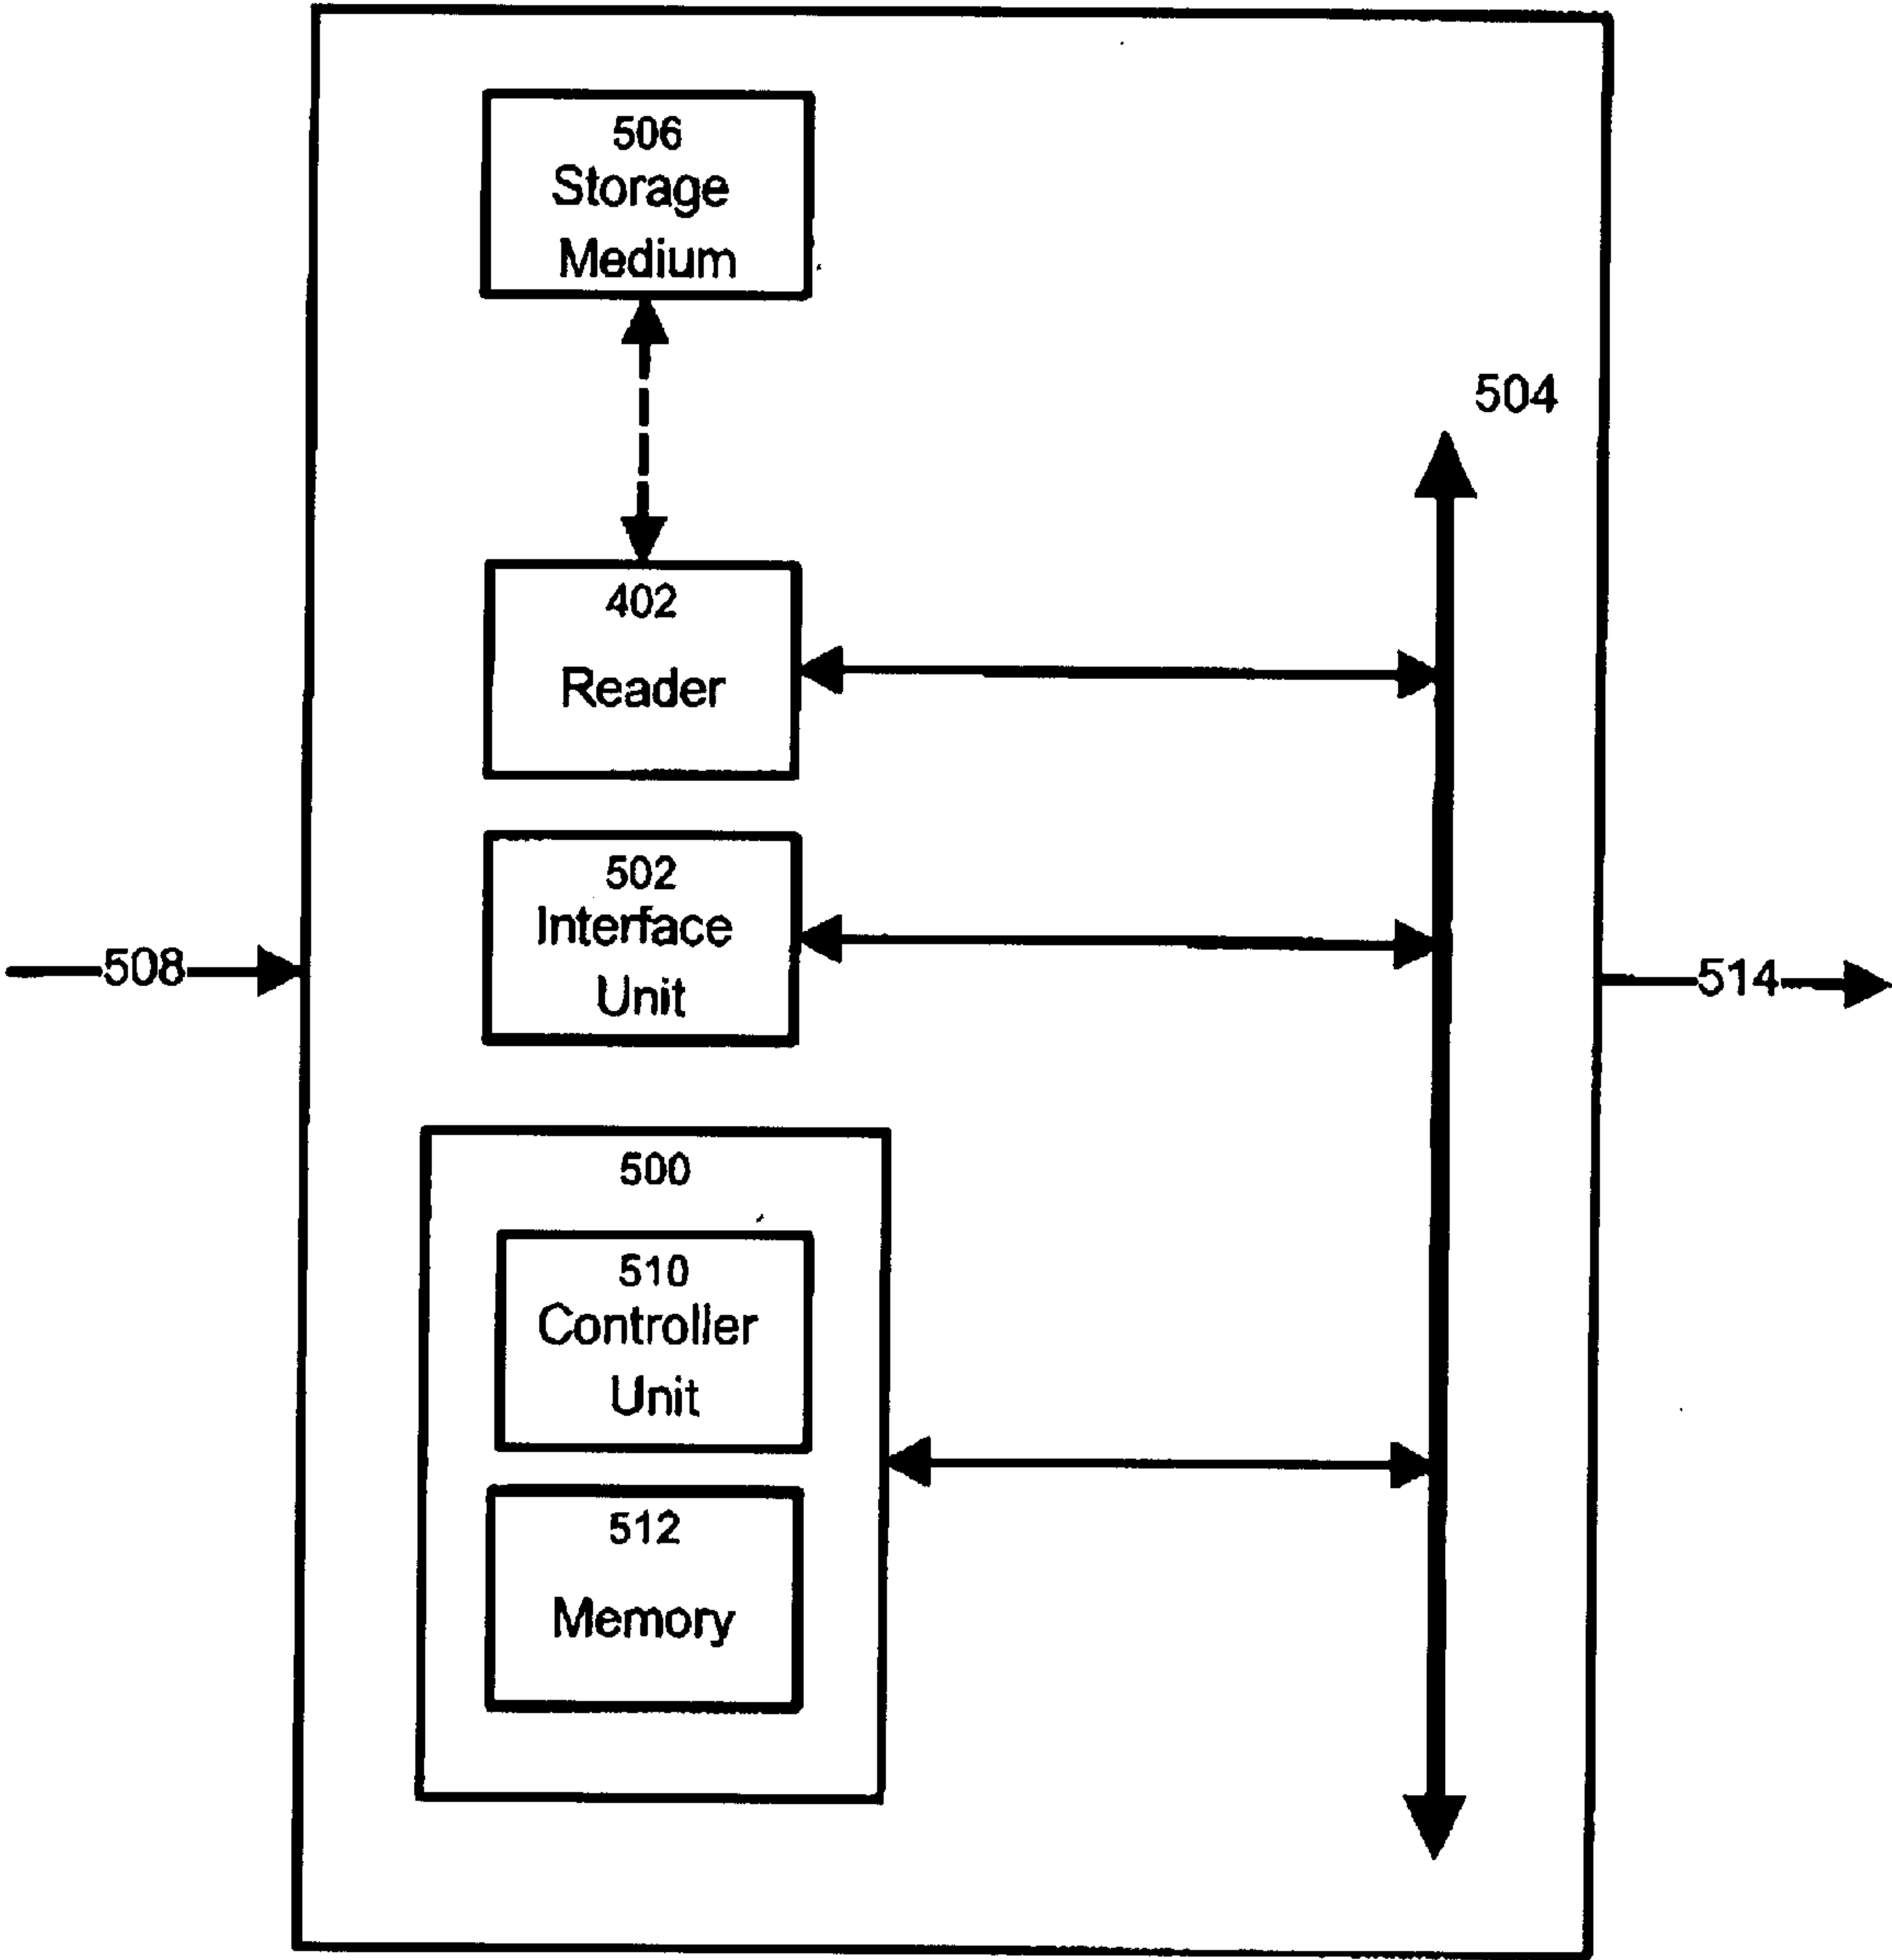 506
Storage
Medium
504
402
Reader
502
Interface
Unit
508
514
500
510
Controller
Unit
512
Memory